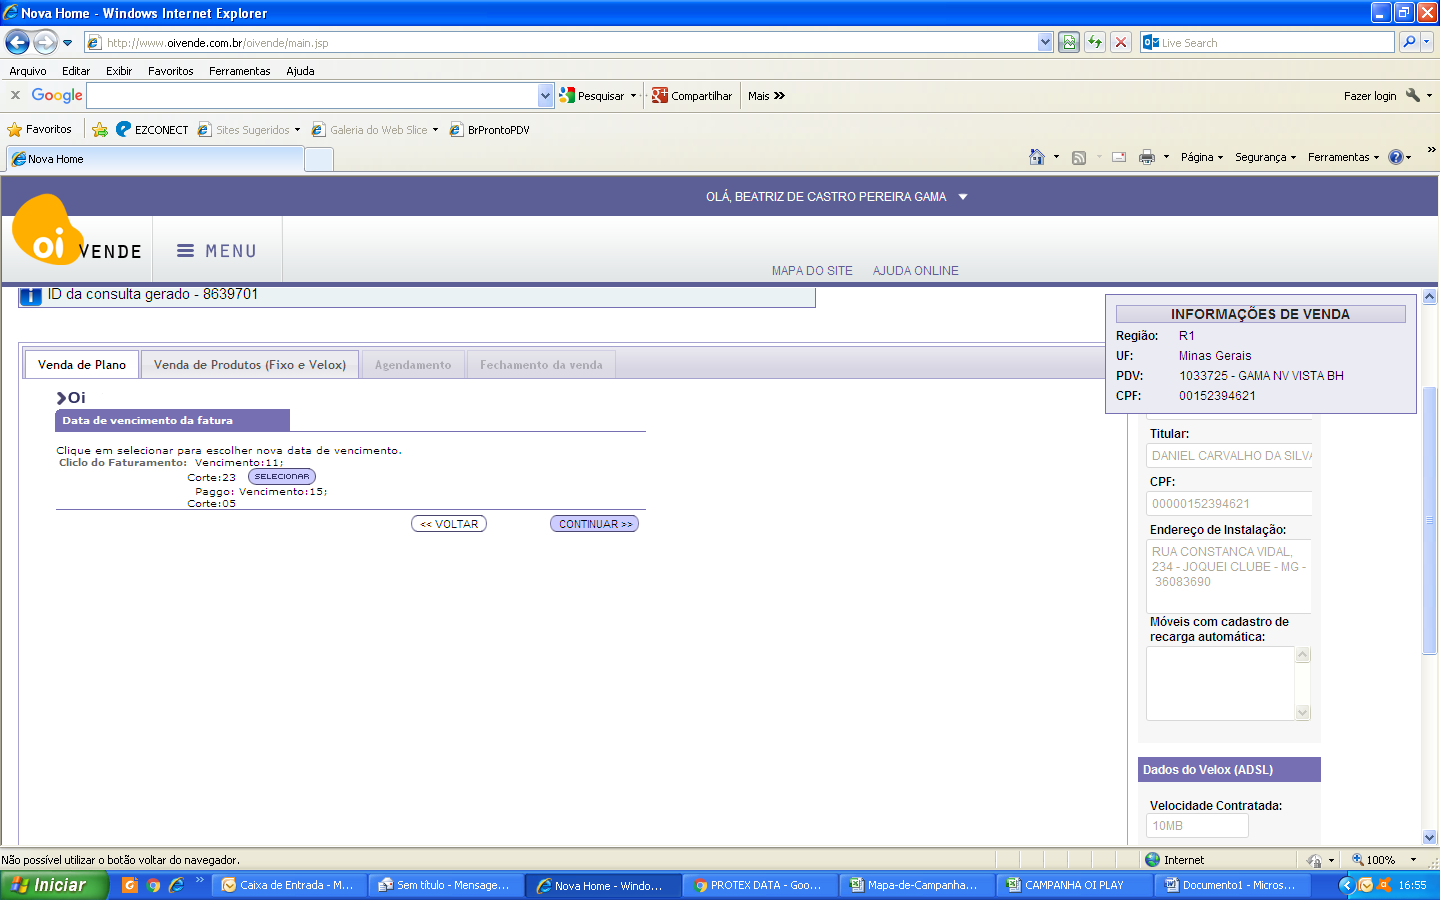 Nova Home - Windows Internet Explorer
http://www.oivende.com.br/oivende/main.jsp
Live Search
Arquivo Editar Exibir Favoritos Ferramentas Ajuda
x Google Pesquisar Compartilhar Mais >> Fazer login
Favoritos EZCONECT Sites Sugeridos Galeria do Web Slice BrProntoPDV
Nova Home Página Segurança Ferramentas >>
OLÁ, BEATRIZ DE CASTRO PEREIRA GAMA
oi VENDE MENU
MAPA DO SITE AJUDA ONLINE
i ID da consulta gerado - 8639701
INFORMAÇÕES DE VENDA
Região: R1
UF: Minas Gerais
PDV: 1033725 - GAMA NV VISTA BH
CPF: 00152394621
Venda de Plano Venda de Produtos (Fixo e Velox) Agendamento Fechamento da venda
Oi
Data de vencimento da fatura
Clique em selecionar para escolher nova data de vencimento.
Cliclo do Faturamento: Vencimento:11;
Corte:23 SELECIONAR
Paggo: Vencimento:15;
Corte:05
<< VOLTAR CONTINUAR >>
Titular:
DANIEL CARVALHO DA SILVA
CPF:
00000152394621
Endereço de Instalação:
RUA CONSTANCA VIDAL,
234 - JOQUEI CLUBE - MG -
36083690
Móveis com cadastro de
recarga automática:
Dados do Velox (ADSL)
Velocidade Contratada:
10MB
Não possível utilizar o botão voltar do navegador.
Internet 100%
Iniciar >> Caixa de Entrada - M... Sem título - Mensage... Nova Home - Windo... PROTEX DATA - Goo... Mapa-de-Campanha... CAMPANHA OI PLAY Documento1 - Micros... 16:55